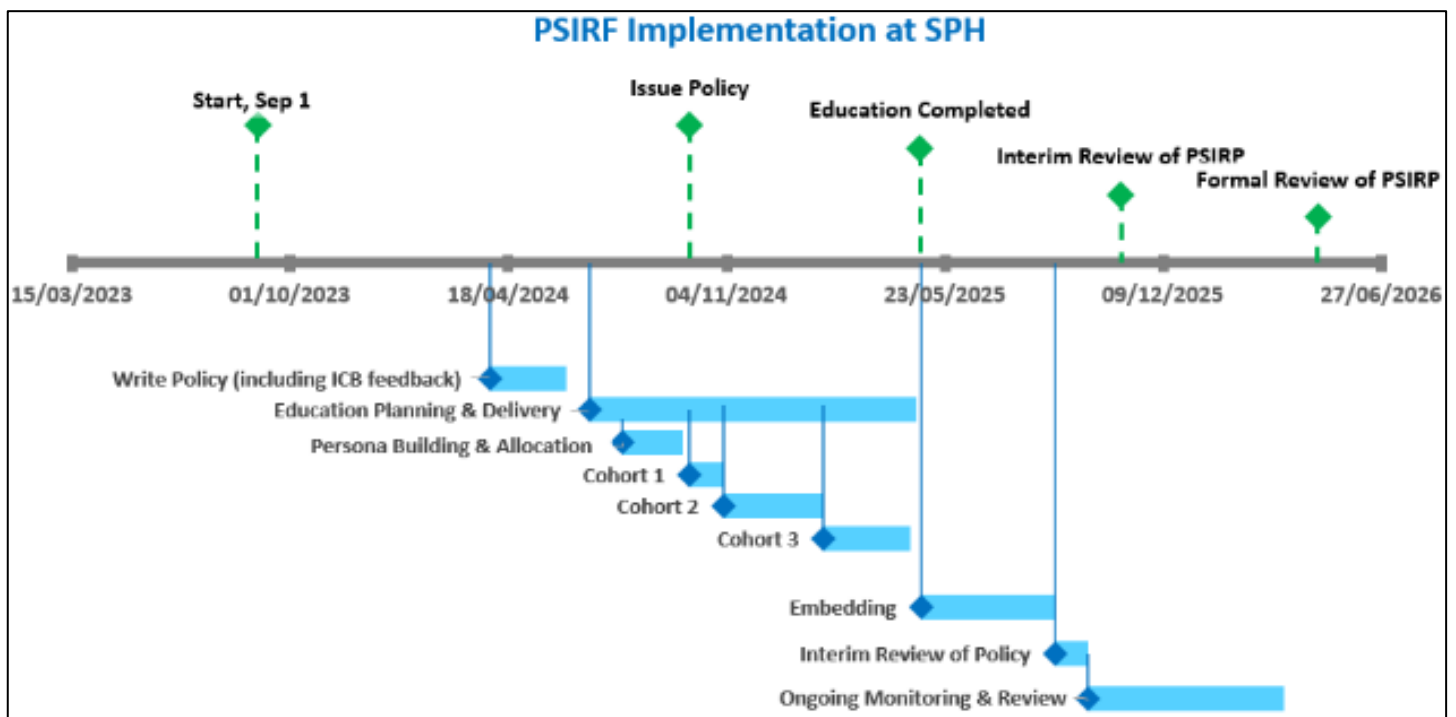 PSIRF Implementation at SPH
Start, Sep 1
Issue Policy
Education Completed
Interim Review of PSIRP
Formal Review of PSIRP
15/03/2023
01/10/2023
18/04/2024
04/11/2024
23/05/2025
09/12/2025
27/06/2026
Write Policy (including ICB feedback)
Education Planning & Delivery
Persona Building & Allocation
Cohort 1
Cohort 2
Cohort 3
Embedding
Interim Review of Policy
Ongoing Monitoring & Review